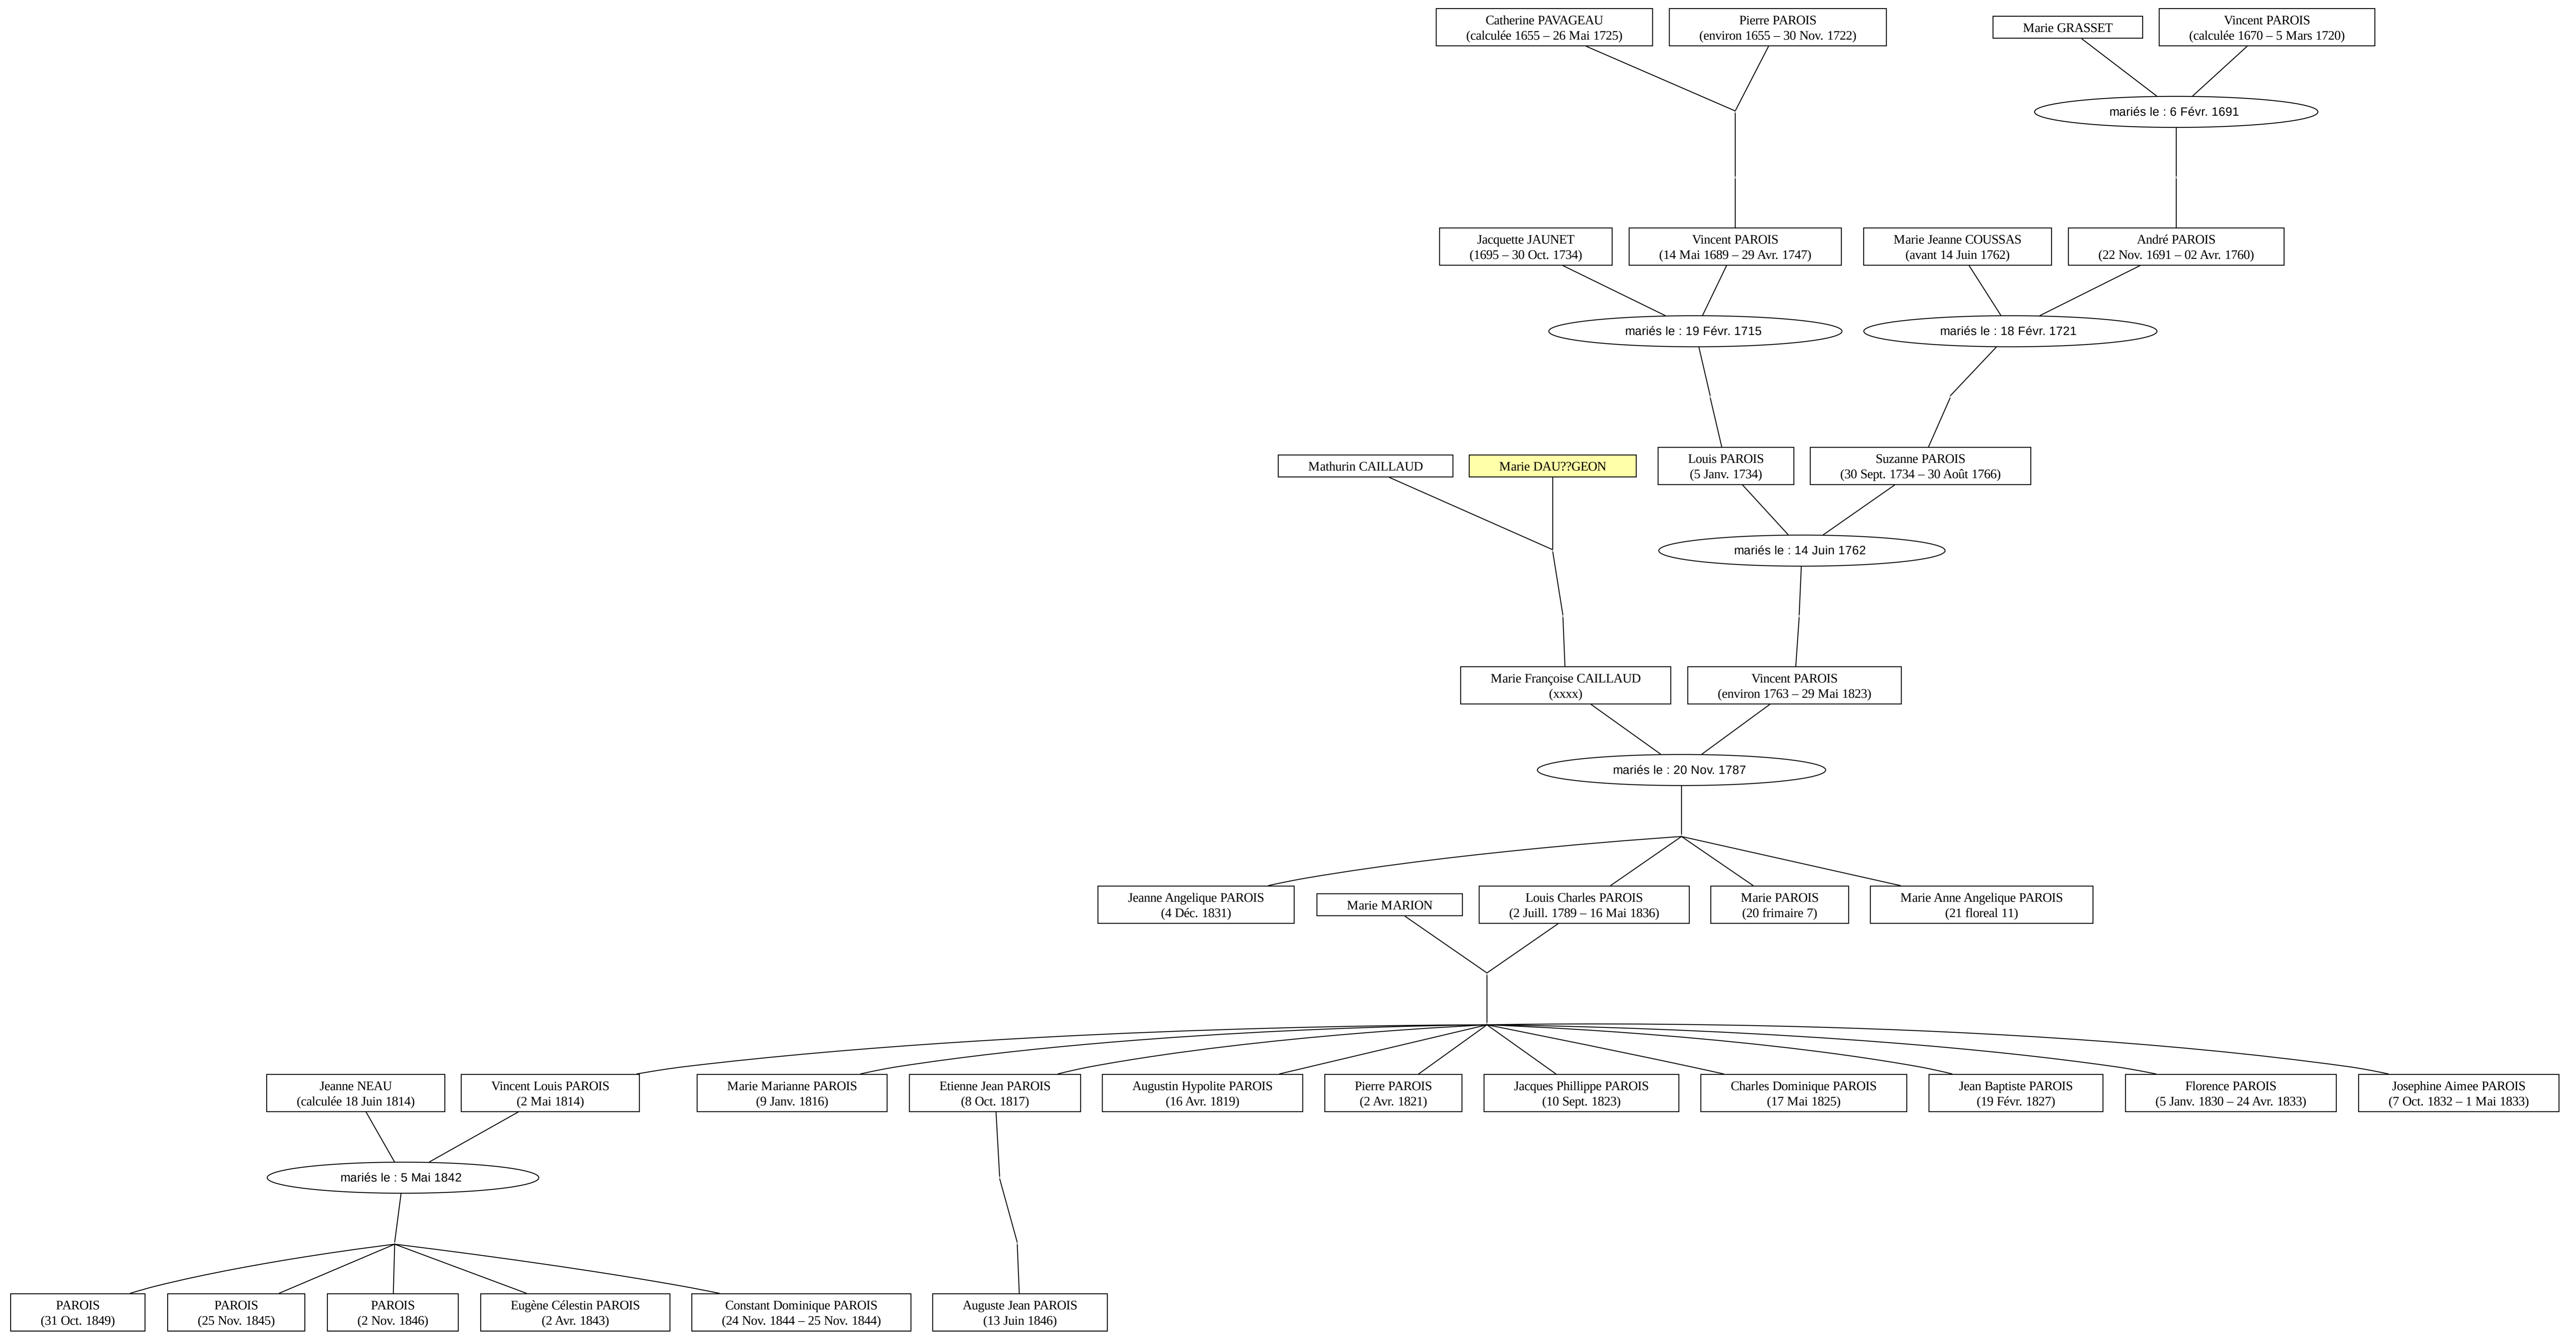 Catherine PAVAGEAU
(calculée 1655 – 26 Mai 1725)
Pierre PAROIS
(environ 1655 – 30 Nov. 1722)
Marie GRASSET
Vincent PAROIS
(calculée 1670 – 5 Mars 1720)
mariés le : 6 Févr. 1691
Jacquette JAUNET
(1695 – 30 Oct. 1734)
Vincent PAROIS
(14 Mai 1689 – 29 Avr. 1747)
Marie Jeanne COUSSAS
(avant 14 Juin 1762)
André PAROIS
(22 Nov. 1691 – 02 Avr. 1760)
mariés le : 19 Févr. 1715
mariés le : 18 Févr. 1721
Mathurin CAILLAUD
Marie DAU??GEON
Louis PAROIS
(5 Janv. 1734)
Suzanne PAROIS
(30 Sept. 1734 – 30 Août 1766)
mariés le : 14 Juin 1762
Marie Françoise CAILLAUD
(xxxx)
Vincent PAROIS
(environ 1763 – 29 Mai 1823)
mariés le : 20 Nov. 1787
Jeanne Angelique PAROIS
(4 Déc. 1831)
Marie MARION
Louis Charles PAROIS
(2 Juill. 1789 – 16 Mai 1836)
Marie PAROIS
(20 frimaire 7)
Marie Anne Angelique PAROIS
(21 floreal 11)
Jeanne NEAU
(calculée 18 Juin 1814)
Vincent Louis PAROIS
(2 Mai 1814)
Marie Marianne PAROIS
(9 Janv. 1816)
Etienne Jean PAROIS
(8 Oct. 1817)
Augustin Hypolite PAROIS
(16 Avr. 1819)
Pierre PAROIS
(2 Avr. 1821)
Jacques Phillippe PAROIS
(10 Sept. 1823)
Charles Dominique PAROIS
(17 Mai 1825)
Jean Baptiste PAROIS
(19 Févr. 1827)
Florence PAROIS
(5 Janv. 1830 – 24 Avr. 1833)
Josephine Aimee PAROIS
(7 Oct. 1832 – 1 Mai 1833)
mariés le : 5 Mai 1842
PAROIS
(31 Oct. 1849)
PAROIS
(25 Nov. 1845)
PAROIS
(2 Nov. 1846)
Eugène Célestin PAROIS
(2 Avr. 1843)
Constant Dominique PAROIS
(24 Nov. 1844 – 25 Nov. 1844)
Auguste Jean PAROIS
(13 Juin 1846)